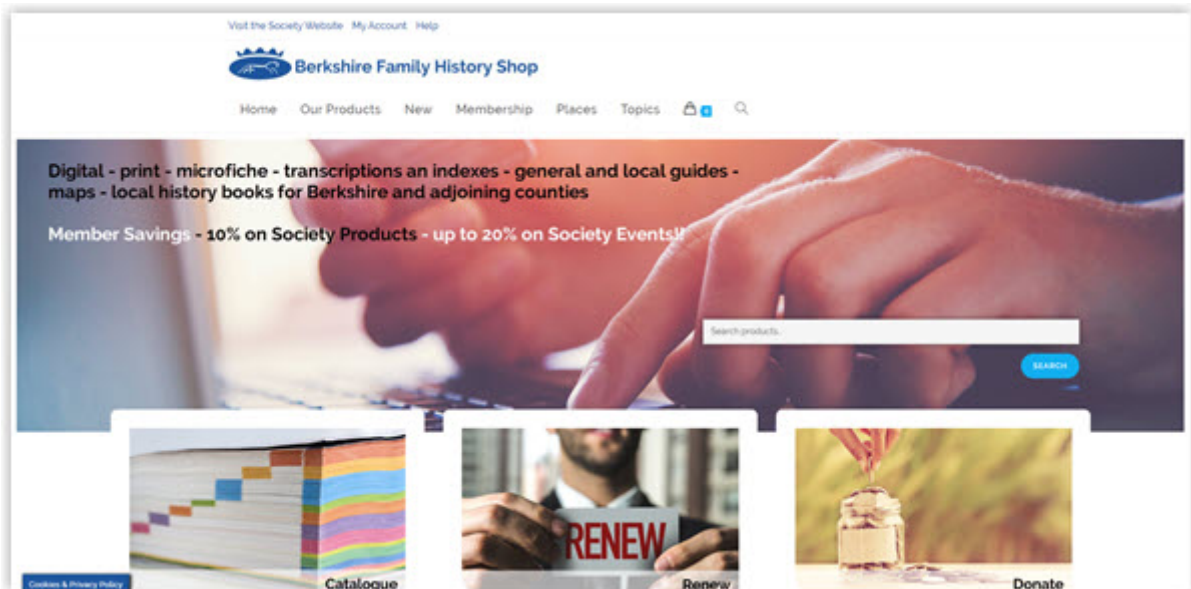 Visit the Society Website My Account Help
Berkshire Family History Shop
Home Our Products New Membership Places Topics
Digital - print - microfiche - transcriptions an indexes - general and local guides -
maps - local history books for Berkshire and adjoining counties
Member Savings - 10% on Society Products - up to 20% on Society Events!!
Search products..
SEARCH
RENEW
Catalogue
Renew
Donate
Cookies & Privacy Policy